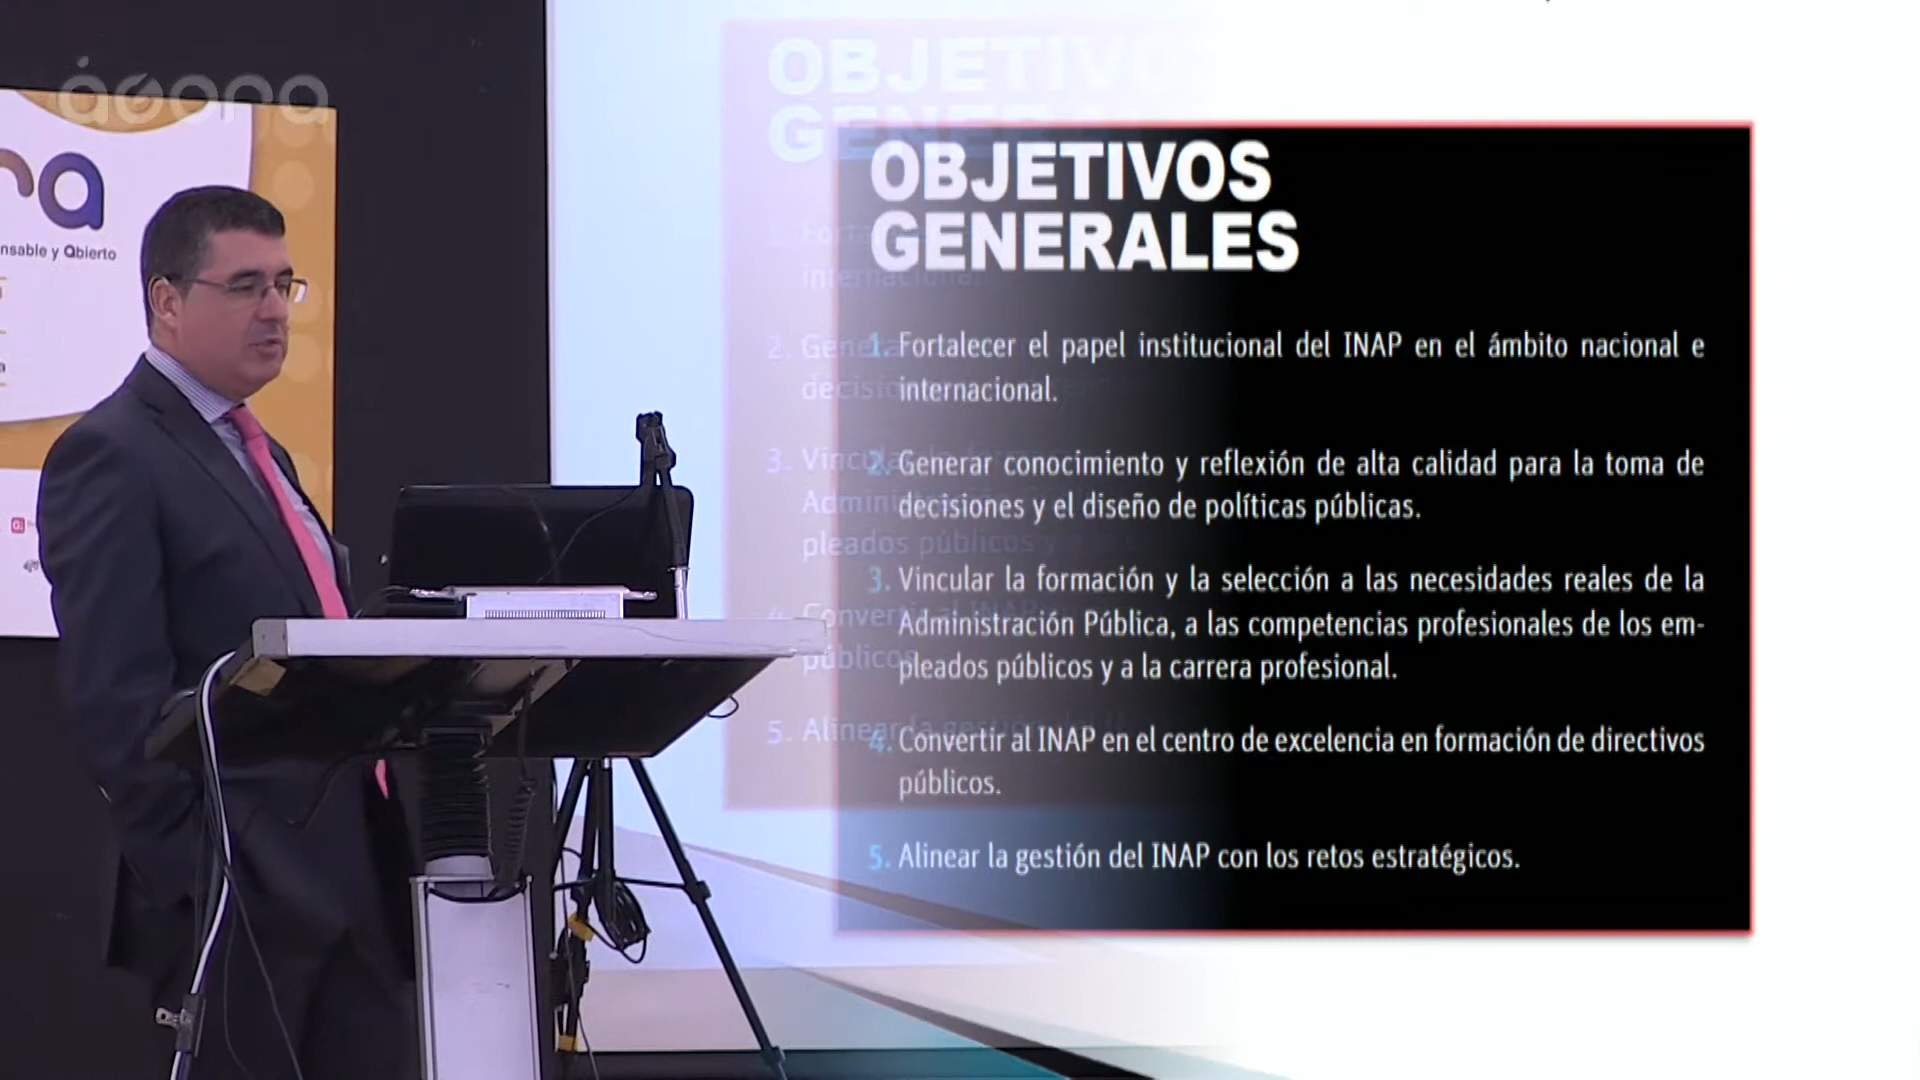 ágora
ra
nsable y Qbierto
OBJETIVOS
GENERALES
1. Fortalecer el papel institucional del INAP en el ámbito nacional e
internacional.
2. Generar conocimiento y reflexión de alta calidad para la toma de
decisiones y el diseño de políticas públicas.
3. Vincular la formación y la selección a las necesidades reales de la
Administración Pública, a las competencias profesionales de los em-
pleados públicos y a la carrera profesional.
4. Convertir al INAP en el centro de excelencia en formación de directivos
públicos.
5. Alinear la gestión del INAP con los retos estratégicos.